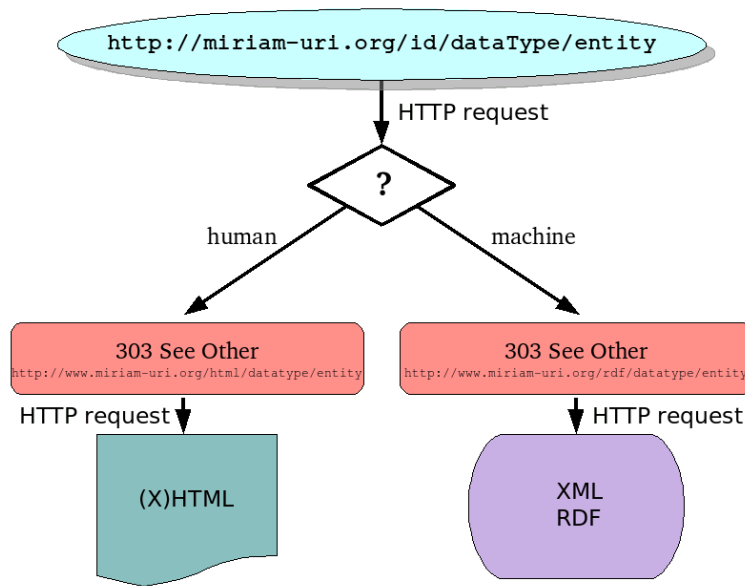 http://miriam-uri.org/id/dataType/entity
HTTP request
?
human
machine
303 See Other
http://www.miriam-uri.org/html/datatype/entity
303 See Other
http://www.miriam-uri.org/rdf/datatype/entity
HTTP request
HTTP request
(X)HTML
XML
RDF